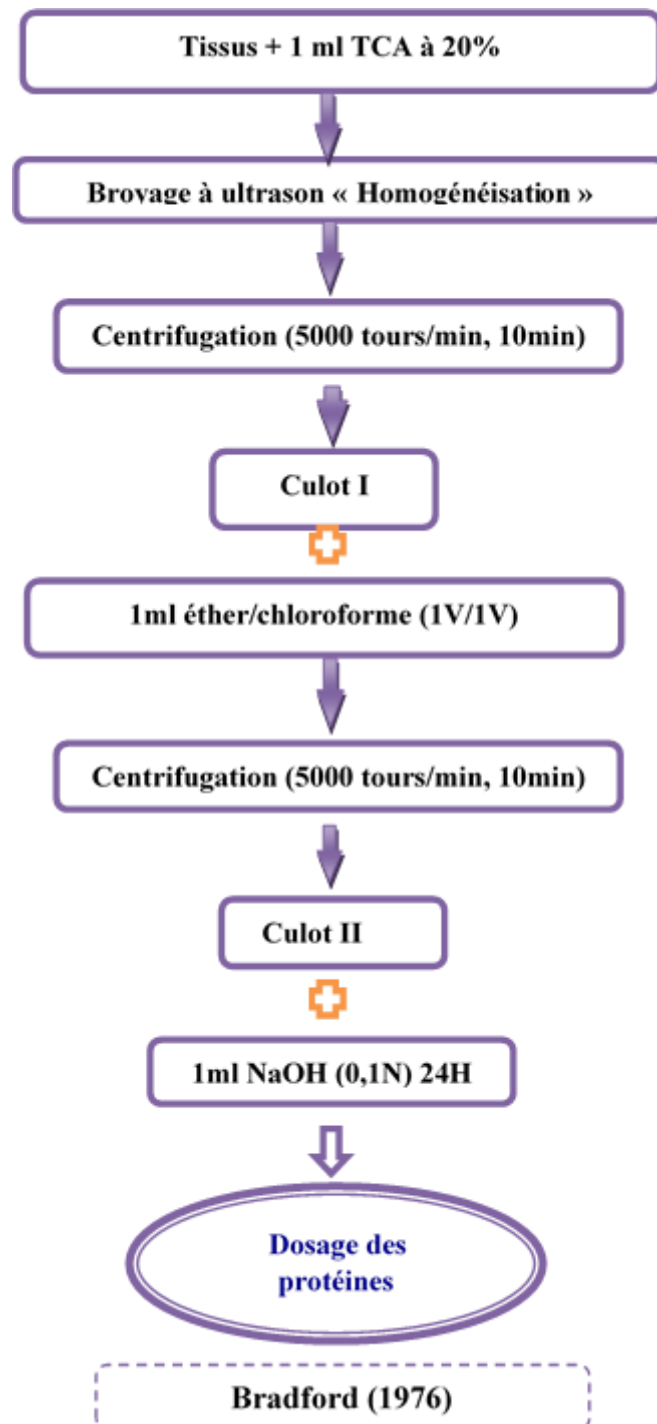 Tissus + 1 ml TCA à 20%
Broyage à ultrason « Homogénéisation »
Centrifugation (5000 tours/min, 10min)
Culot I
1ml éther/chloroforme (1V/1V)
Centrifugation (5000 tours/min, 10min)
Culot II
1ml NaOH (0,1N) 24H
Dosage des
protéines
Bradford (1976)